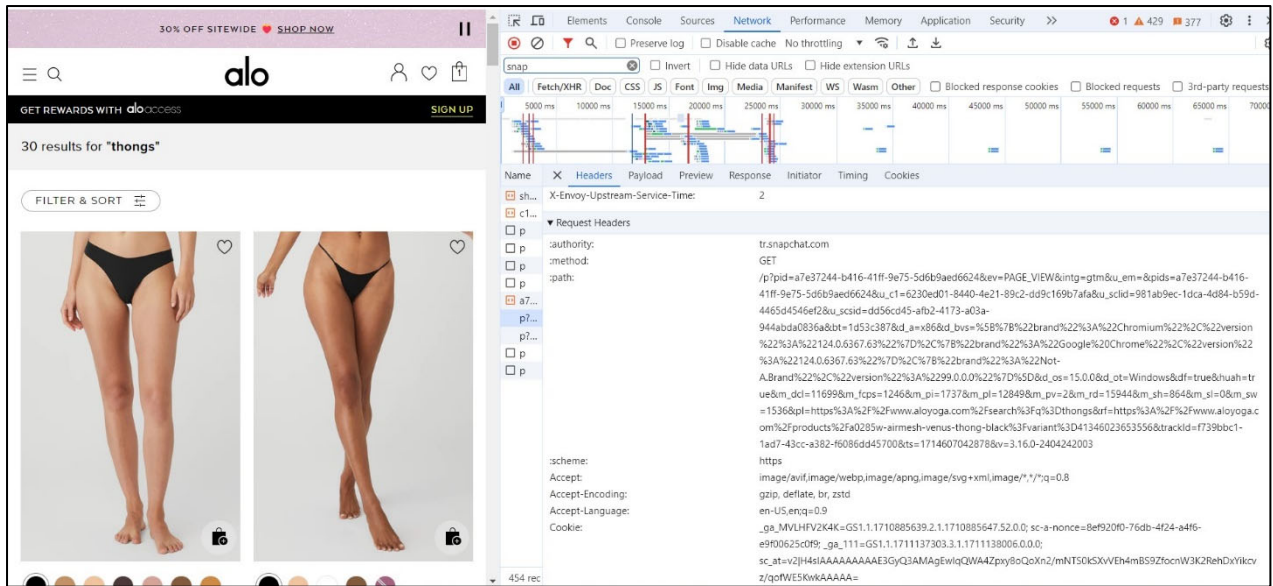 30% OFF SITEWIDE ❤️ SHOP NOW
alo
1
GET REWARDS WITH aloaccess SIGN UP
30 results for "thongs"
FILTER & SORT
Elements Console Sources Network Performance Memory Application Security >> 1 429 377
Preserve log Disable cache No throttling
snap Invert Hide data URLs Hide extension URLs
All Fetch/XHR Doc CSS JS Font Img Media Manifest WS Wasm Other Blocked response cookies Blocked requests 3rd-party requests
5000 ms 10000 ms 15000 ms 20000 ms 25000 ms 30000 ms 35000 ms 40000 ms 45000 ms 50000 ms 55000 ms 60000 ms 65000 ms 7000
Name X Headers Payload Preview Response Initiator Timing Cookies
sh...
c1...
p
p
p
p
a7...
p?...
p?...
p
p
454 rec
X-Envoy-Upstream-Service-Time: 2
▼ Request Headers
:authority: tr.snapchat.com
:method: GET
:path: /p?pid=a7e37244-b416-41ff-9e75-5d6b9aed6624&ev=PAGE_VIEW&intg=gtm&u_em=&pids=a7e37244-b416-
41ff-9e75-5d6b9aed6624&u_c1=6230ed01-8440-4e21-89c2-dd9c169b7afa&u_sclid=981ab9ec-1dca-4d84-b59d-
4465d4546ef2&u_scsid=dd56cd45-afb2-4173-a03a-
944abda0836a&bt=1d53c387&d_a=x86&d_bvs=%5B%7B%22brand%22%3A%22Chromium%22%2C%22version
%22%3A%22124.0.6367.63%22%7D%2C%7B%22brand%22%3A%22Google%20Chrome%22%2C%22version%22
%3A%22124.0.6367.63%22%7D%2C%7B%22brand%22%3A%22Not-
A.Brand%22%2C%22version%22%3A%2299.0.0.0%22%7D%5D&d_os=15.0.0&d_ot=Windows&df=true&huah=tr
ue&m_dcl=11699&m_fcps=1246&m_pi=1737&m_pl=12849&m_pv=2&m_rd=15944&m_sh=864&m_sl=0&m_sw
=1536&pl=https%3A%2F%2Fwww.aloyoga.com%2Fsearch%3Fq%3Dthongs&rf=https%3A%2F%2Fwww.aloyoga.c
om%2Fproducts%2Fa0285w-airmesh-venus-thong-black%3Fvariant%3D41346023653556&trackId=f739bbc1-
1ad7-43cc-a382-f6086dd45700&ts=1714607042878&v=3.16.0-2404242003
:scheme: https
Accept: image/avif,image/webp,image/apng,image/svg+xml,image/*,*/*;q=0.8
Accept-Encoding: gzip, deflate, br, zstd
Accept-Language: en-US,en;q=0.9
Cookie: _ga_MVLHFV2K4K=GS1.1.1710885639.2.1.1710885647.52.0.0; sc-a-nonce=8ef920f0-76db-4f24-a4f6-
e9f00625c0f9; _ga_111=GS1.1.1711137303.3.1.1711138006.0.0.0;
sc_at=v2|H4sIAAAAAAAAAE3GyQ3AMAgEwIqQWA4Zpxy8oQoXn2/mNTS0kSXvVEh4mBS9ZfocnW3K2RehDxYikcv
z/qofWE5KwkAAAAA=